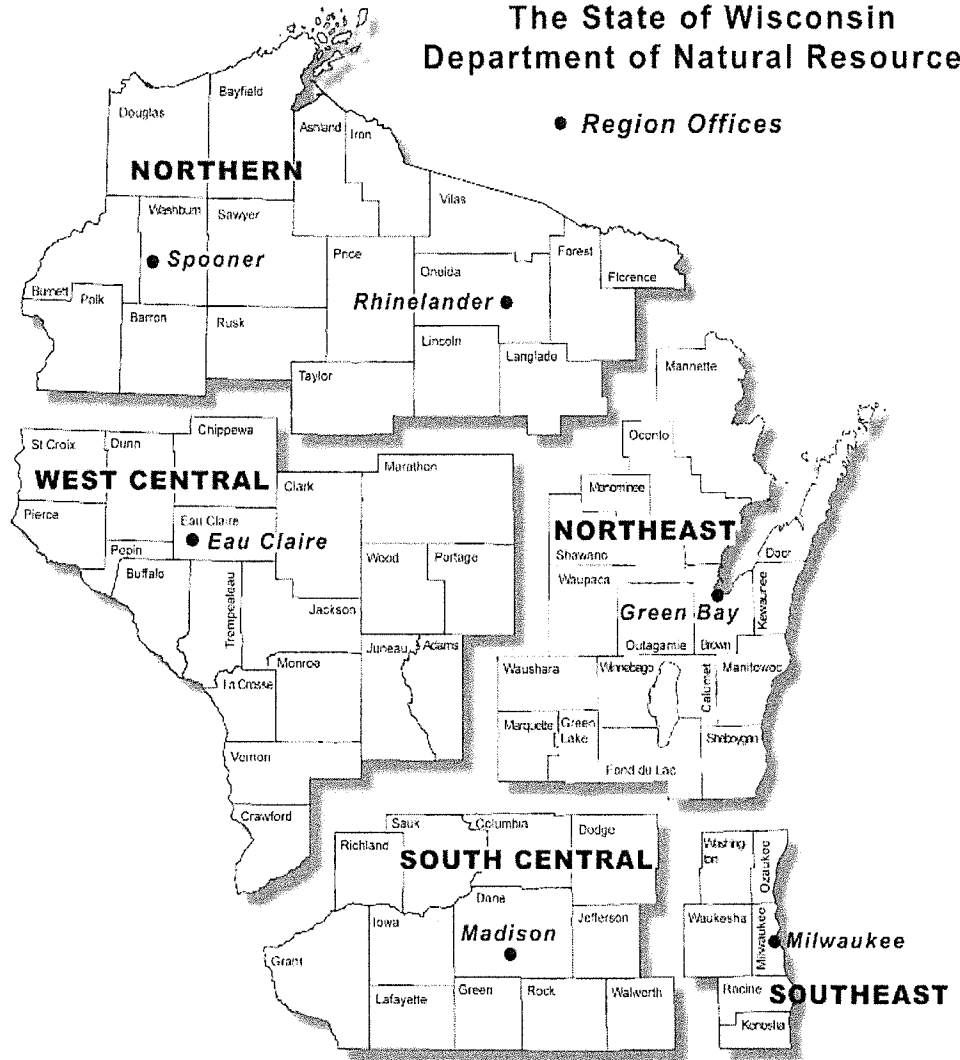 The State of Wisconsin
Department of Natural Resource
Region Offices
Bayfield
Douglas
Ashland
Iron
NORTHERN
Vilas
Washburn
Sawyer
Spooner
Price
Forest
Oneida
Florence
Burnett
Polk
Rhinelander
Barron
Rusk
Lincoln
Langlade
Taylor
Mannette
Chippewa
St Croix
Dunn
Oconto
WEST CENTRAL
Marathon
Clark
Menominee
Pierce
Eau Claire
Eau Claire
NORTHEAST
Pepin
Wood
Portage
Shawano
Door
Buffalo
Waupaca
Trempealeau
Kewaunee
Jackson
Green Bay
Juneau
Adams
Outagamie
Brown
Monroe
Waushara
Winnebago
Calumet
Manitowoc
La Crosse
Marquette
Green
Lake
Sheboygan
Vernon
Fond du Lac
Crawford
Sauk
Columbia
Dodge
Richland
SOUTH CENTRAL
Washing
ton
Ozaukee
Dane
Iowa
Jefferson
Waukesha
Milwaukee
Madison
Milwaukee
Grant
Lafayette
Green
Rock
Walworth
Racine
SOUTHEAST
Kenosha